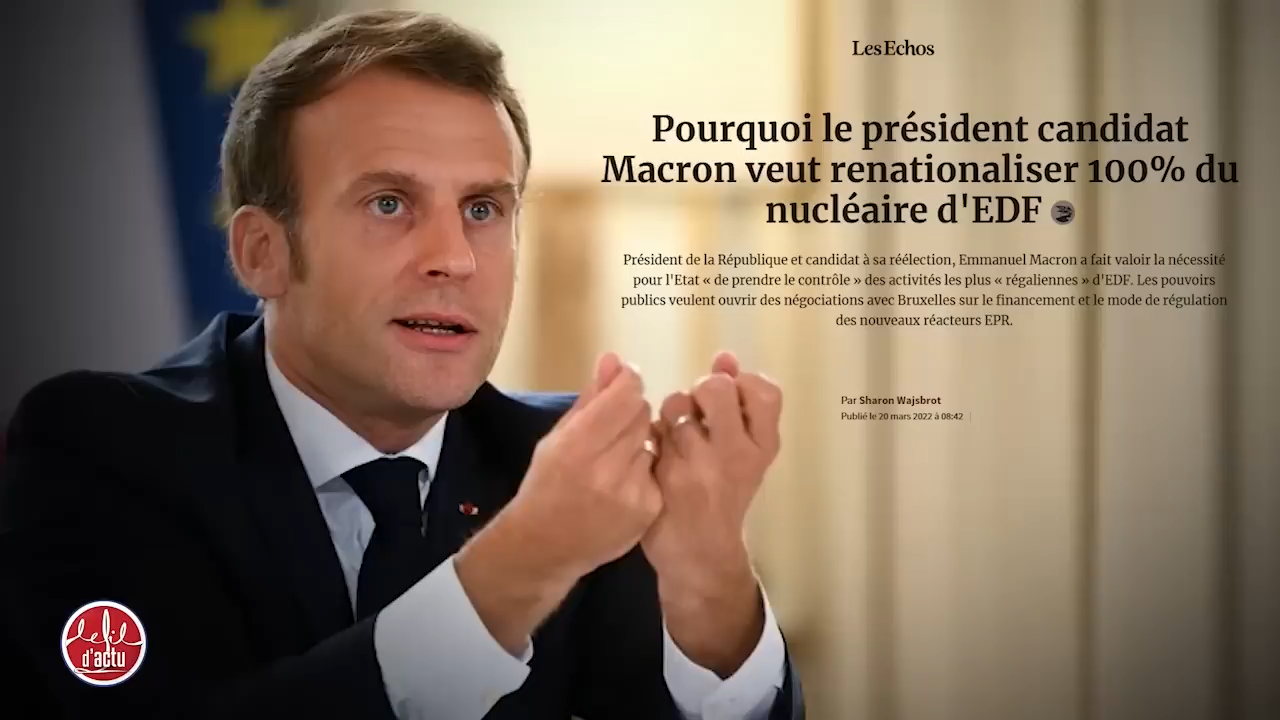 LesEchos
Pourquoi le président candidat
Macron veut renationaliser 100% du
nucléaire d'EDF
Président de la République et candidat à sa réélection, Emmanuel Macron a fait valoir la nécessité
pour l'Etat « de prendre le contrôle » des activités les plus « régaliennes » d'EDF. Les pouvoirs
publics veulent ouvrir des négociations avec Bruxelles sur le financement et le mode de régulation
des nouveaux réacteurs EPR.
Par Sharon Wajsbrot
Publié le 20 mars 2022 à 08:42
le fil
d'actu